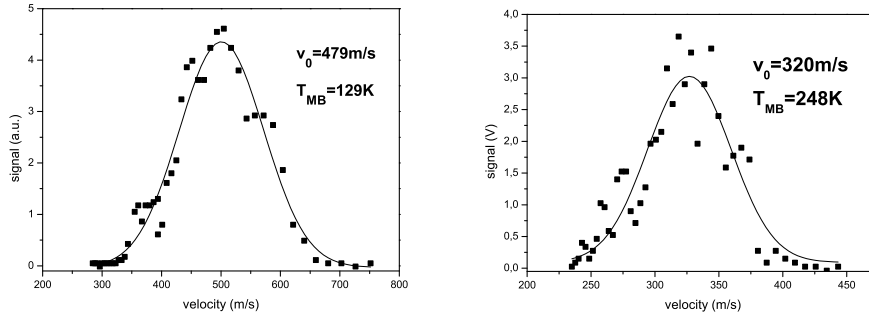 5
4
3
2
1
0
signal (a.u.)
v0=479m/s
TMB=129K
200 300 400 500 600 700 800
velocity (m/s)
4,0
3,5
3,0
2,5
2,0
1,5
1,0
0,5
0,0
signal (V)
v0=320m/s
TMB=248K
200 250 300 350 400 450
velocity (m/s)